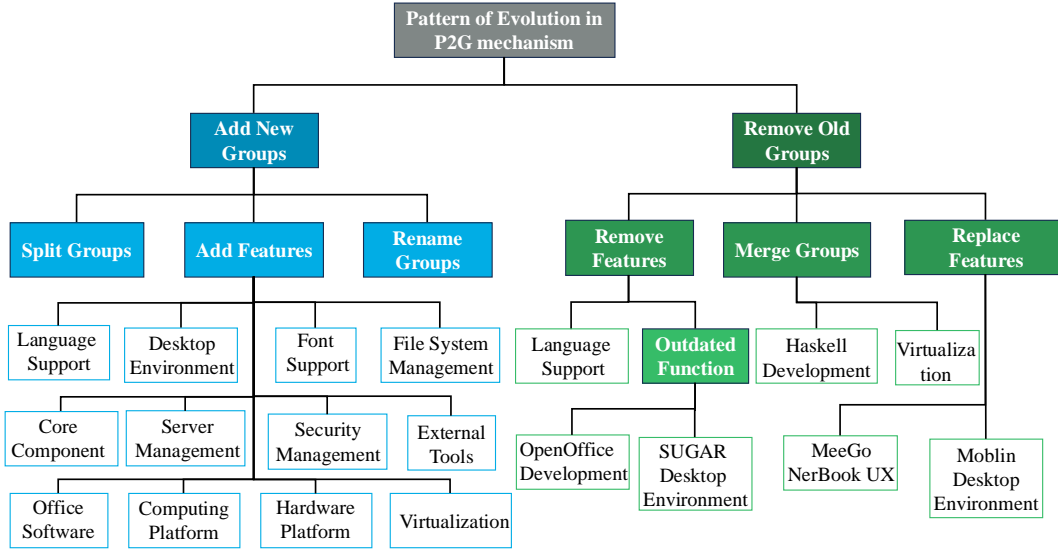 Pattern of Evolution in
P2G mechanism
Add New
Groups
Remove Old
Groups
Split Groups
Add Features
Rename
Groups
Remove
Features
Merge Groups
Replace
Features
Language
Support
Desktop
Environment
Font
Support
File System
Management
Language
Support
Outdated
Function
Haskell
Development
Virtualiza
tion
Core
Component
Server
Management
Security
Management
External
Tools
OpenOffice
Development
SUGAR
Desktop
Environment
MeeGo
NerBook UX
Moblin
Desktop
Environment
Office
Software
Computing
Platform
Hardware
Platform
Virtualization